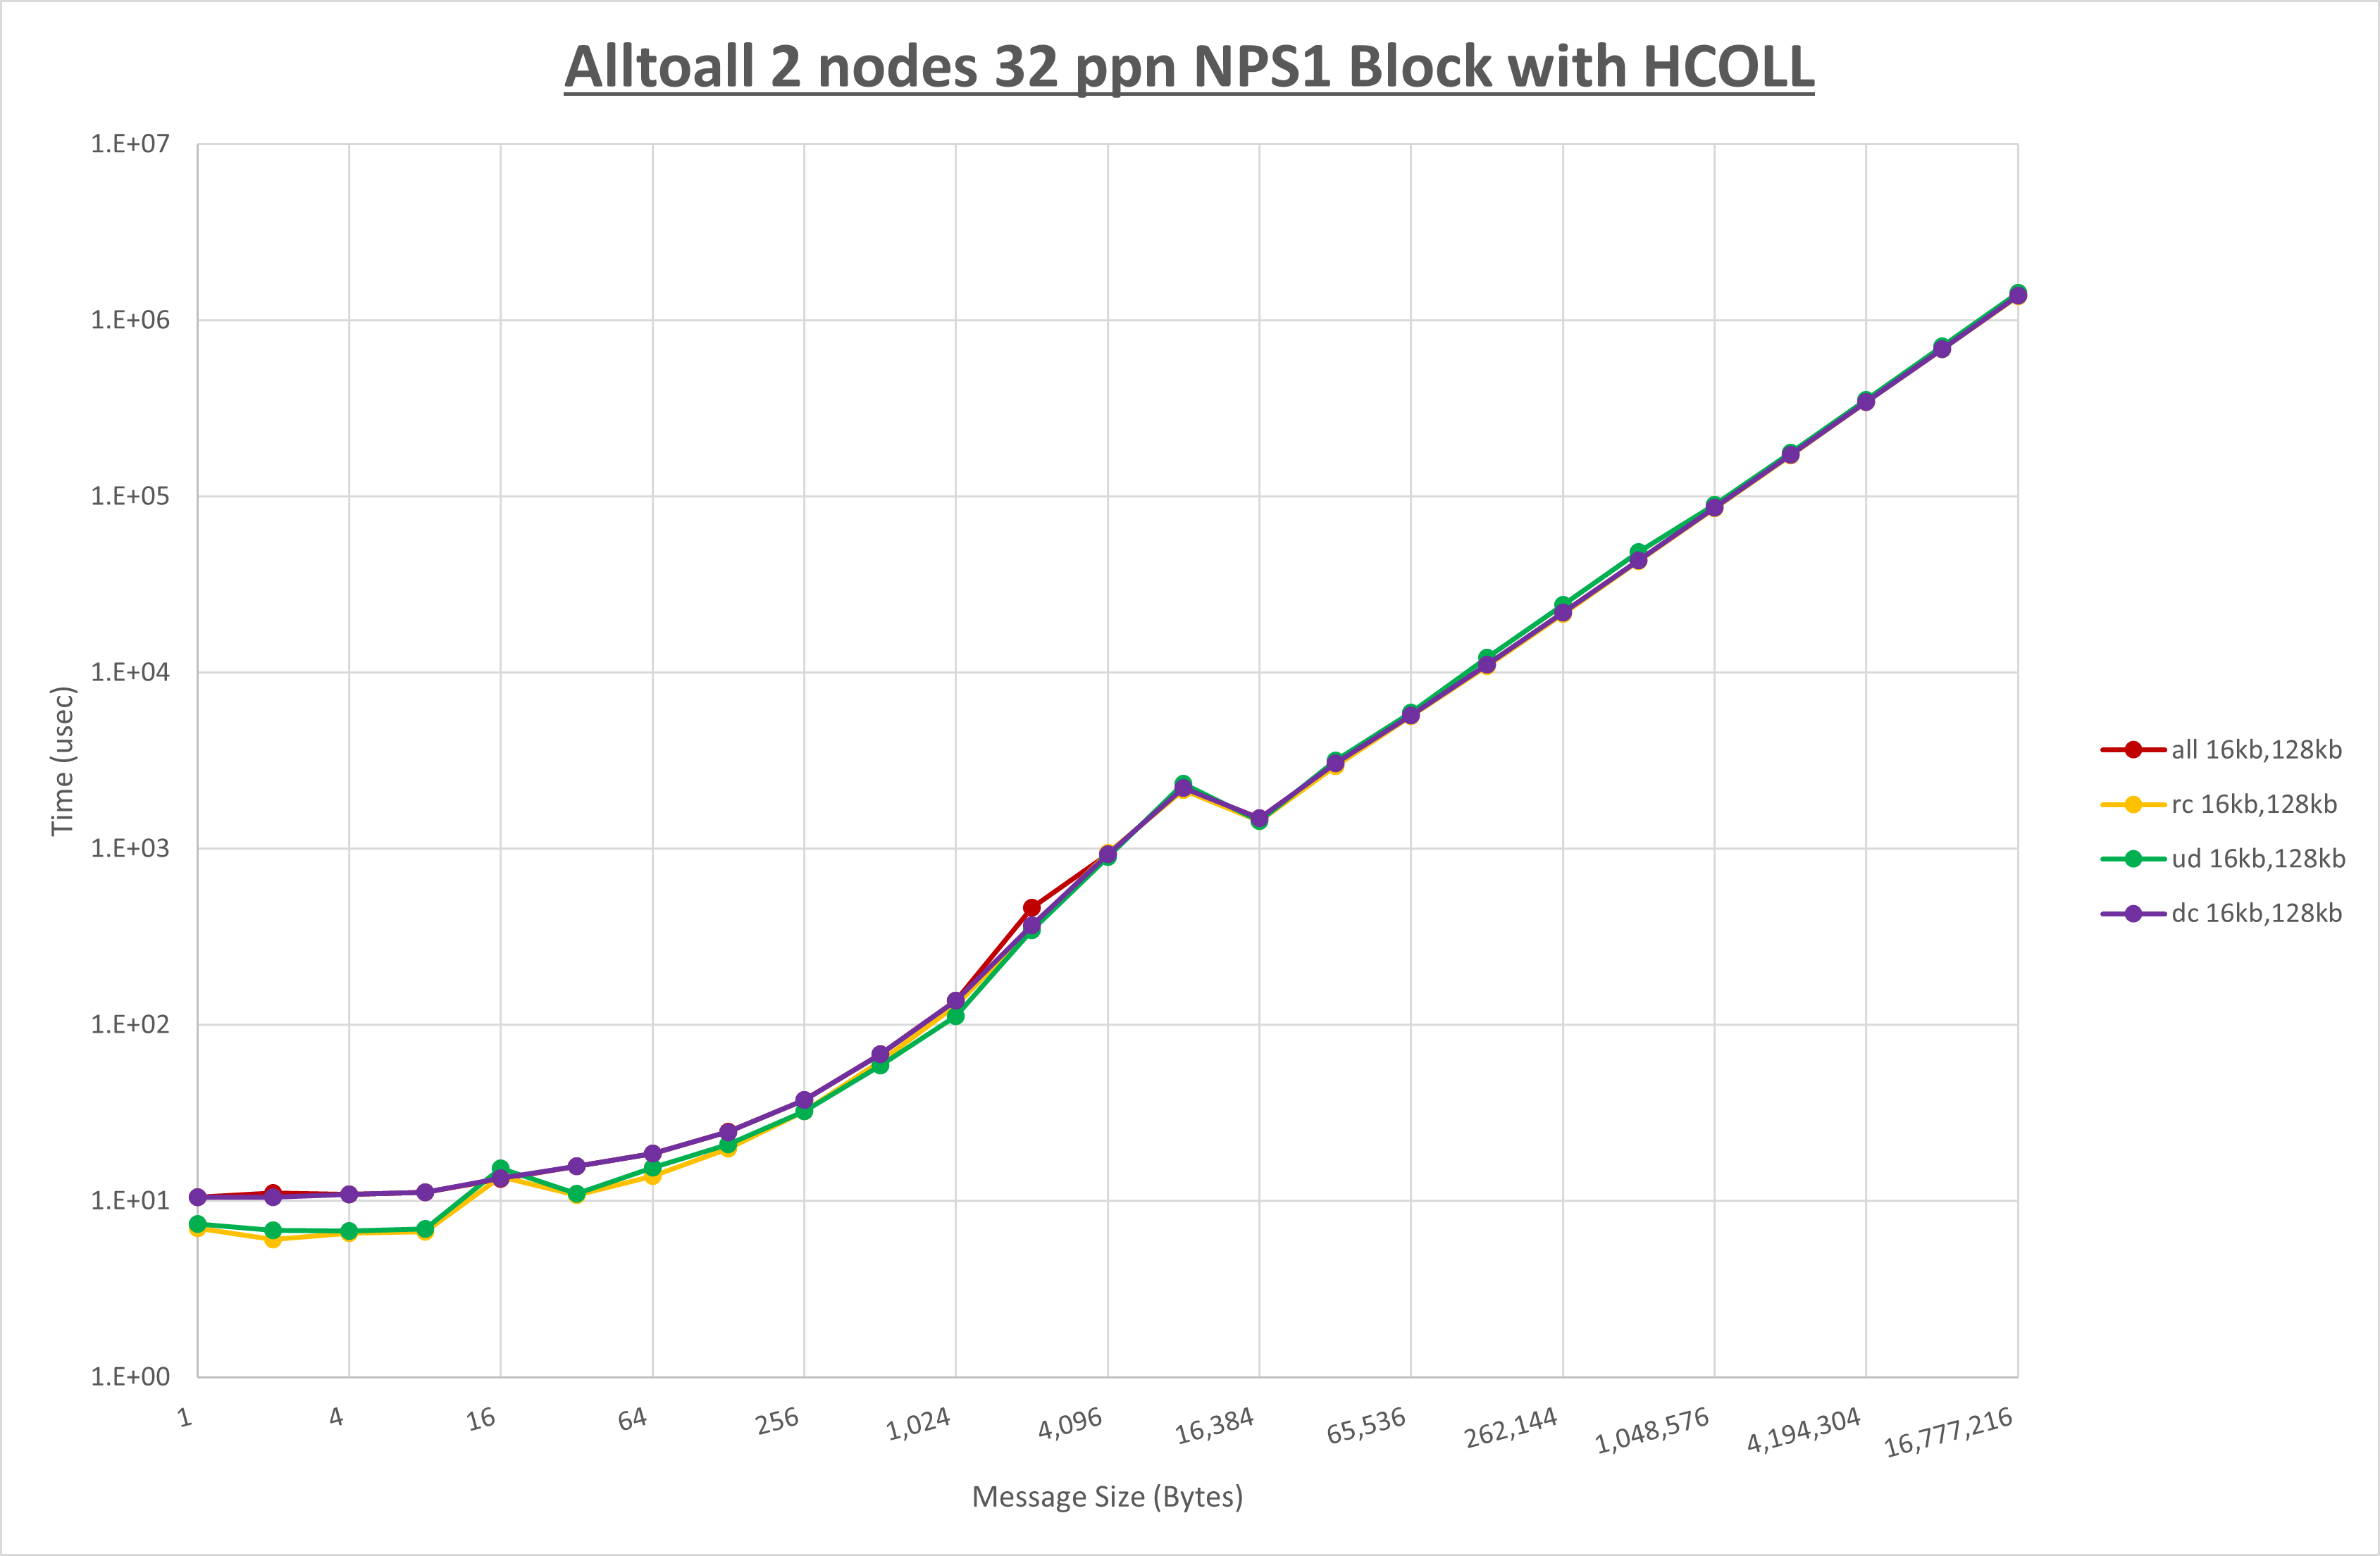 Alltoall 2 nodes 32 ppn NPS1 Block with HCOLL
1.E+07
1.E+06
1.E+05
1.E+04
1.E+03
1.E+02
1.E+01
1.E+00
Time (usec)
1
4
16
64
256
1,024
4,096
16,384
65,536
262,144
1,048,576
4,194,304
16,777,216
Message Size (Bytes)
all 16kb,128kb
rc 16kb,128kb
ud 16kb,128kb
dc 16kb,128kb